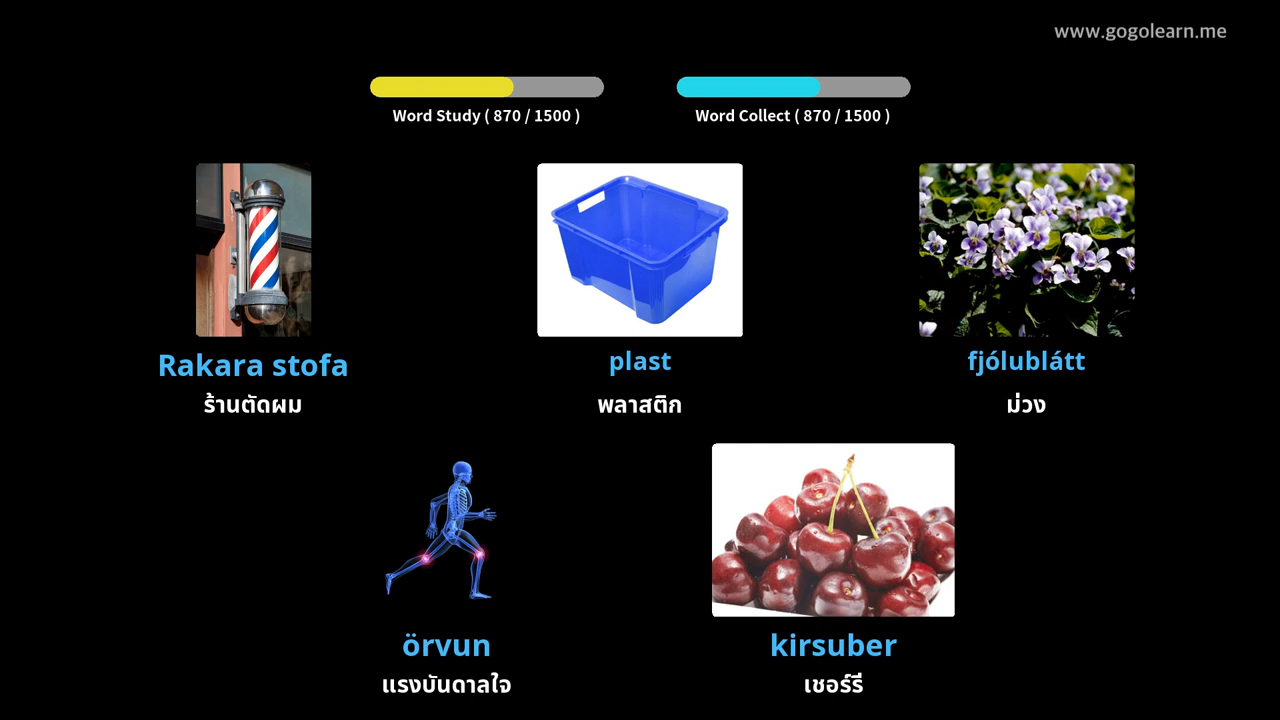 www.gogolearn.me
Word Study ( 870 / 1500 )
Word Collect ( 870 / 1500 )
Rakara stofa
ร้านตัดผม
plast
พลาสติก
fjólublátt
ม่วง
örvun
แรงบันดาลใจ
kirsuber
เชอร์รี